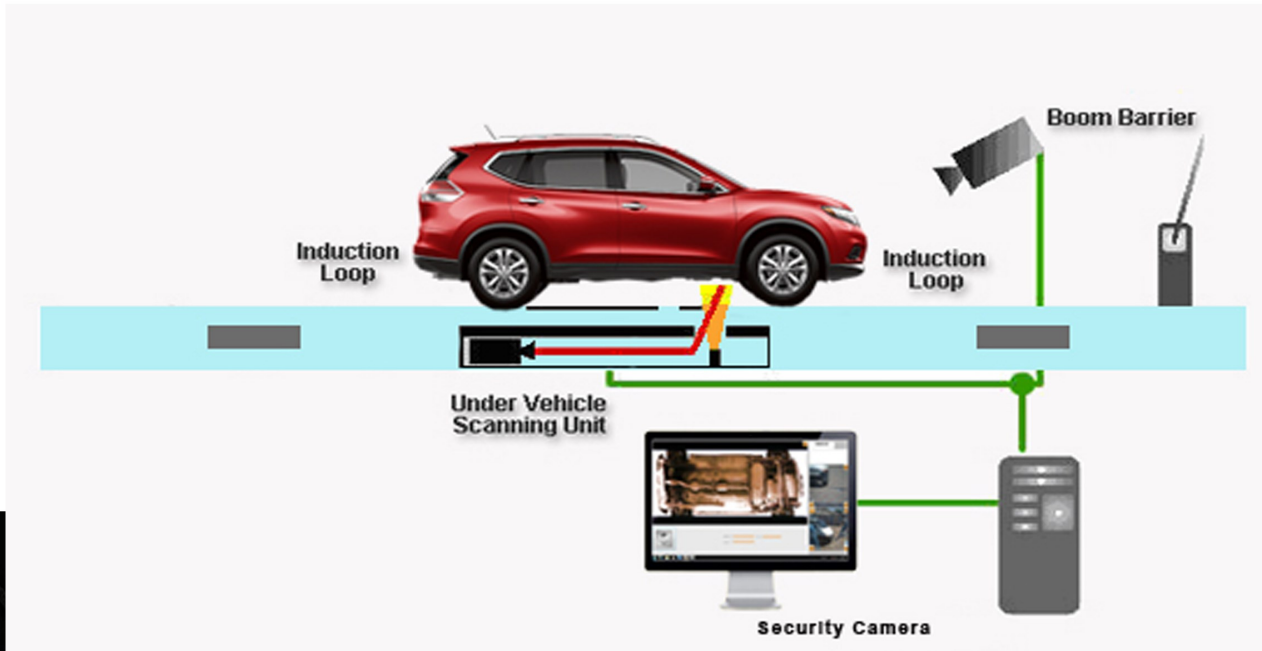 Boom Barrier
Induction
Loop
Induction
Loop
Under Vehicle
Scanning Unit
Security Camera